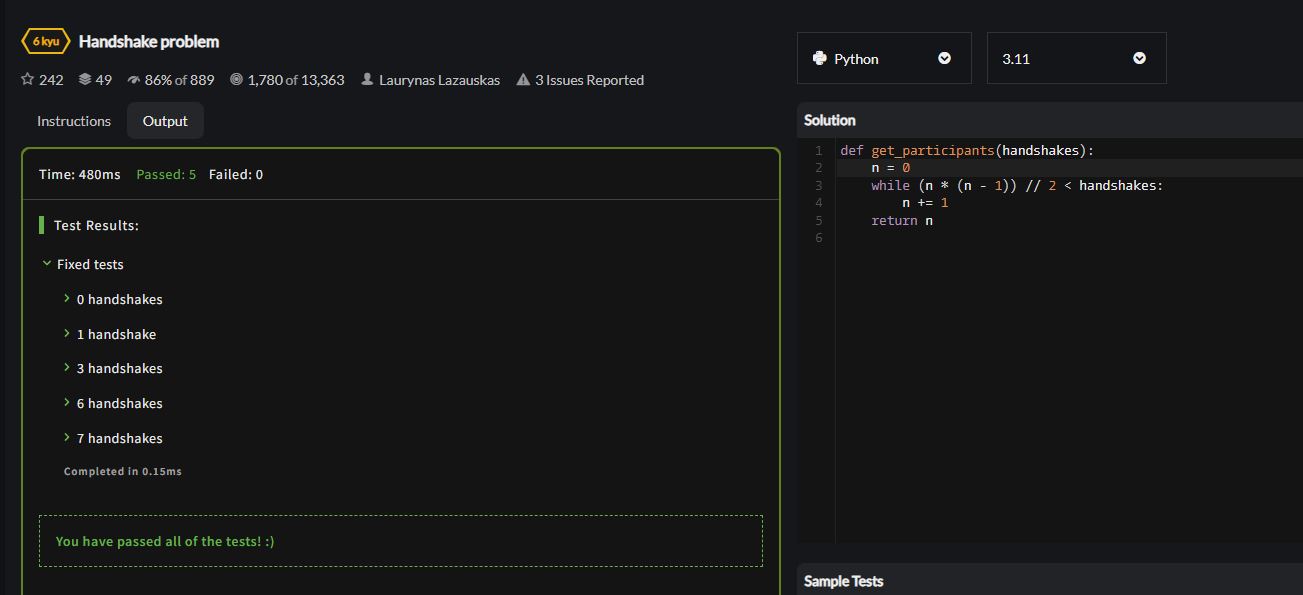 6 kyu Handshake problem
242 49 86% of 889 1,780 of 13,363 Laurynas Lazauskas 3 Issues Reported
Instructions Output
Time: 480ms Passed: 5 Failed: 0
Test Results:
Fixed tests
0 handshakes
1 handshake
3 handshakes
6 handshakes
7 handshakes
Completed in 0.15ms
You have passed all of the tests! :)
Python 3.11
Solution
1 def get_participants(handshakes):
2     n = 0
3     while (n * (n - 1)) // 2 < handshakes:
4         n += 1
5     return n
6
Sample Tests